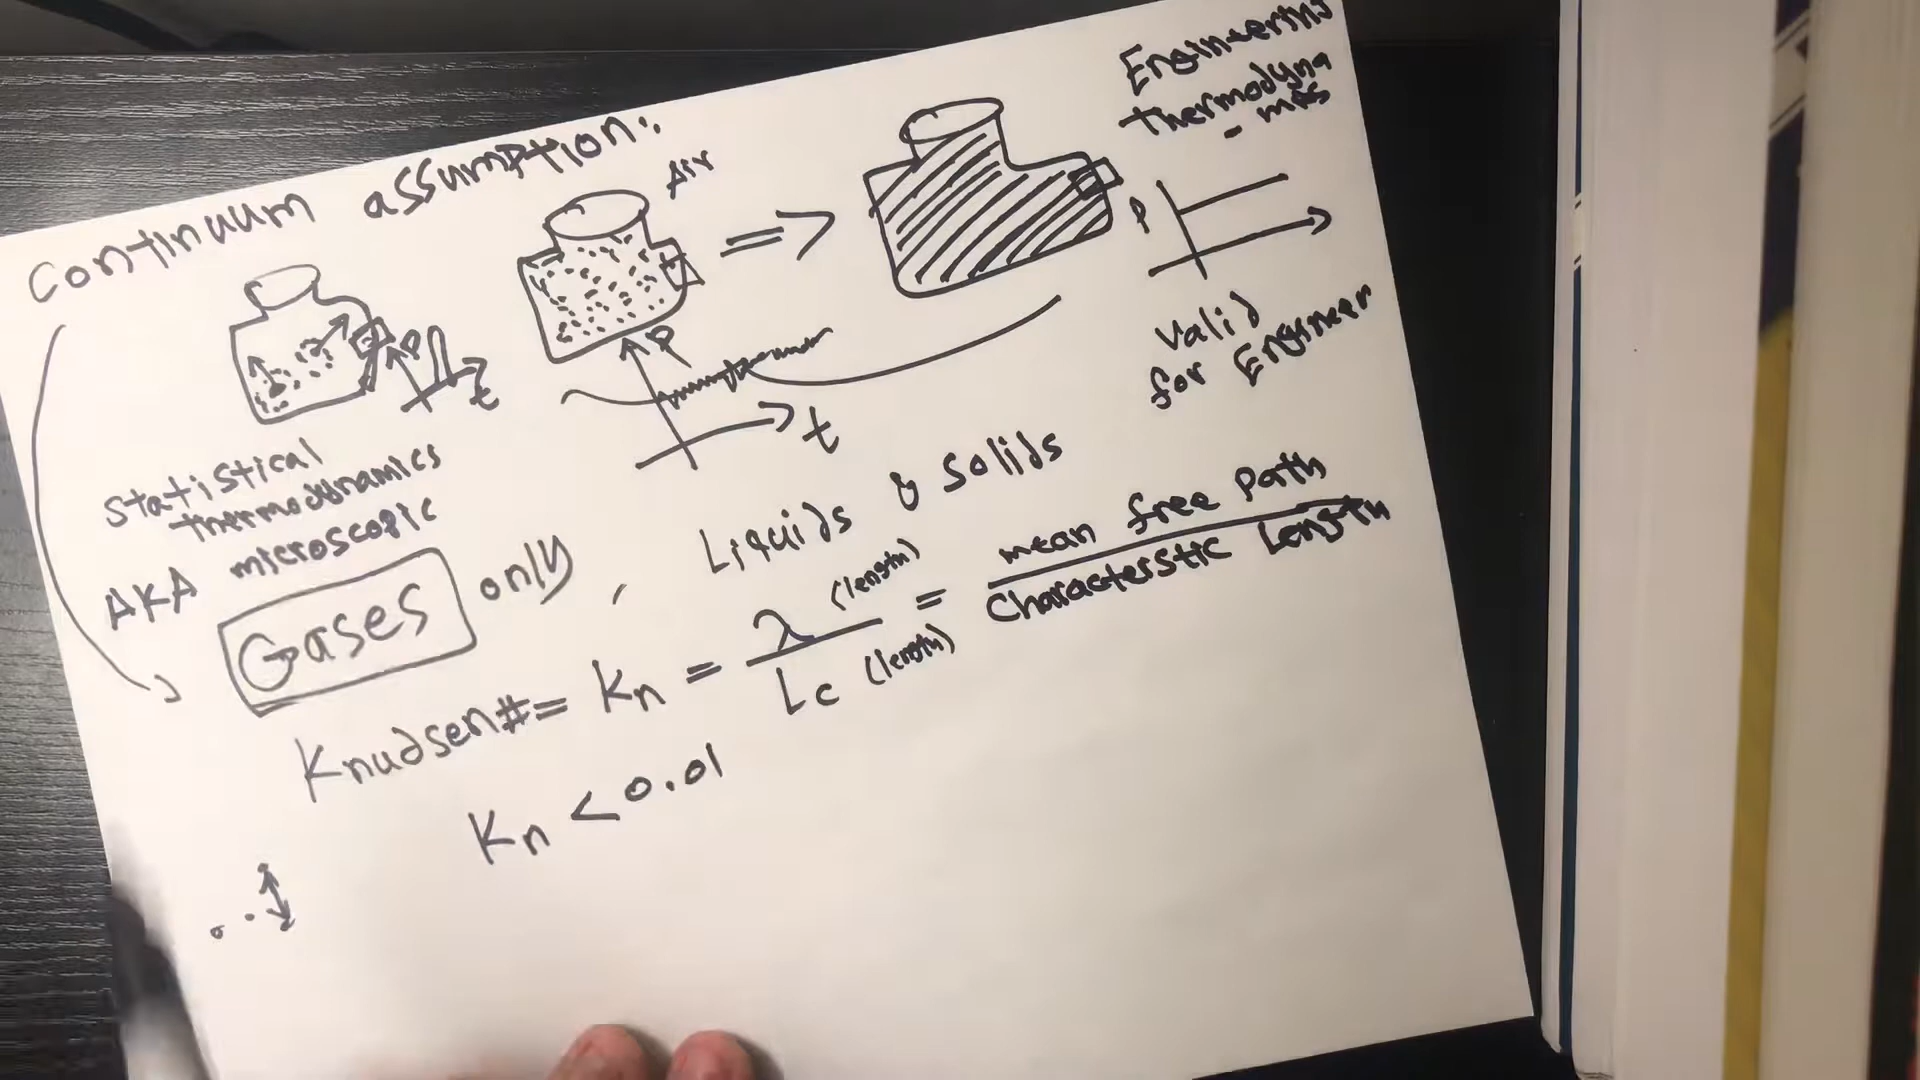 Continuum assumption:
Air
Engineering
thermodyna
- mics
P
t
P
t
P
Valid
for Engineer
Statistical
thermodynamics
AKA microscopic
Gases only, Liquids & Solids
Knudsen# = Kn = λ (length) / Lc (length) = mean free path / Characterstic Length
Kn < 0.01